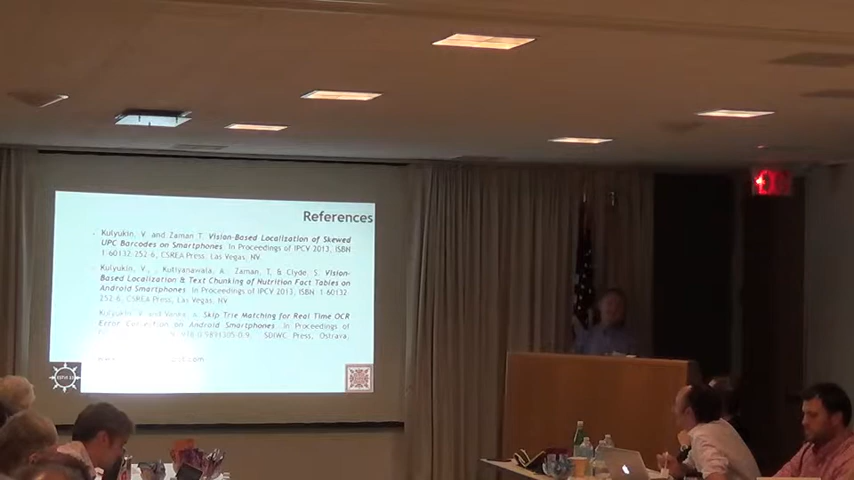 References
Kulyukin, V. and Zaman T. Vision-Based Localization of Skewed
UPC Barcodes on Smartphones. In Proceedings of IPCV 2013, ISBN
1-60132-252-6, CSREA Press, Las Vegas, NV
Kulyukin, V., Kutiyanawala, A. Zaman, T, & Clyde, S. Vision-
Based Localization & Text Chunking of Nutrition Fact Tables on
Android Smartphones. In Proceedings of IPCV 2013, ISBN 1-60132-
252-6, CSREA Press, Las Vegas, NV
Kulyukin, V. and Vanka, A. Skip Trie Matching for Real Time OCR
Error Correction on Android Smartphones. In Proceedings of
SDIWC Press, Ostrava,